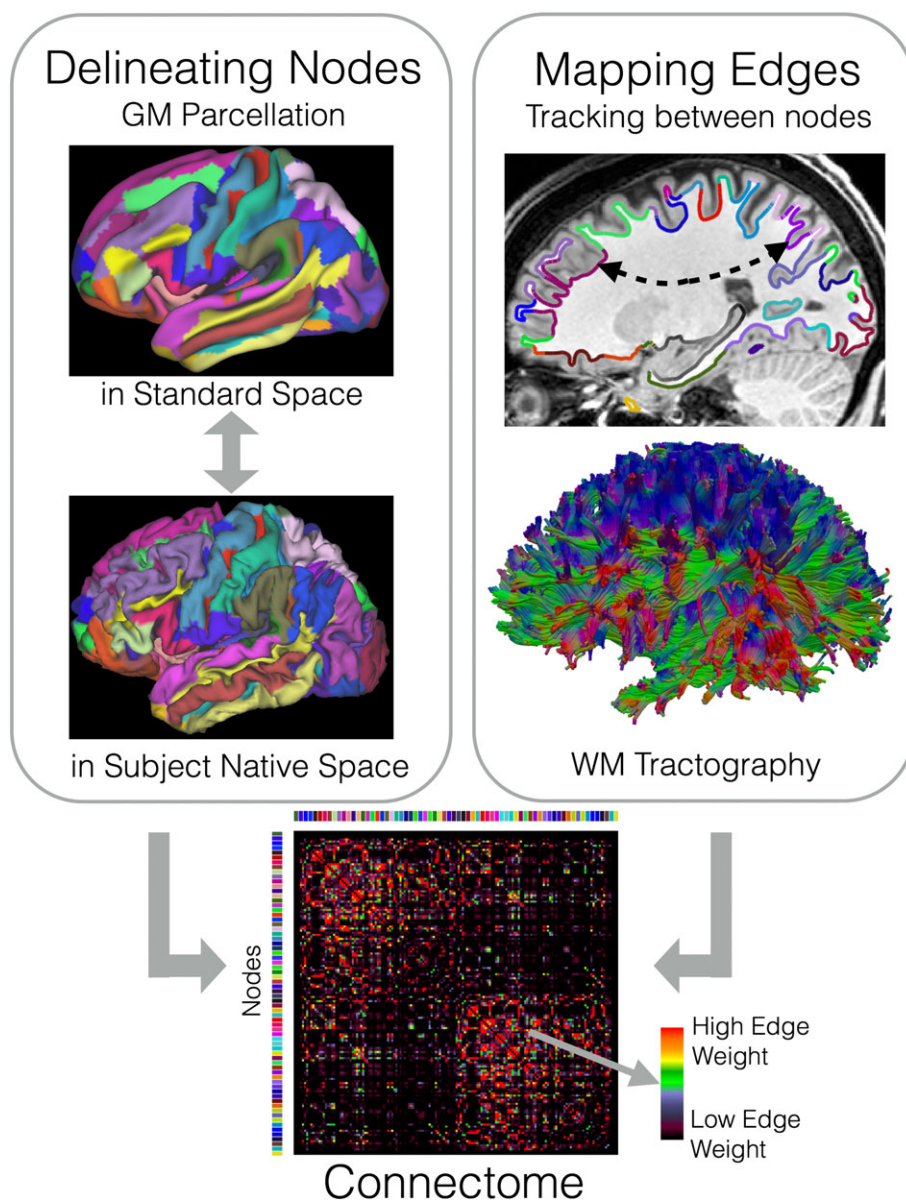 Delineating Nodes
GM Parcellation
in Standard Space
in Subject Native Space
Mapping Edges
Tracking between nodes
WM Tractography
Nodes
High Edge
Weight
Low Edge
Weight
Connectome